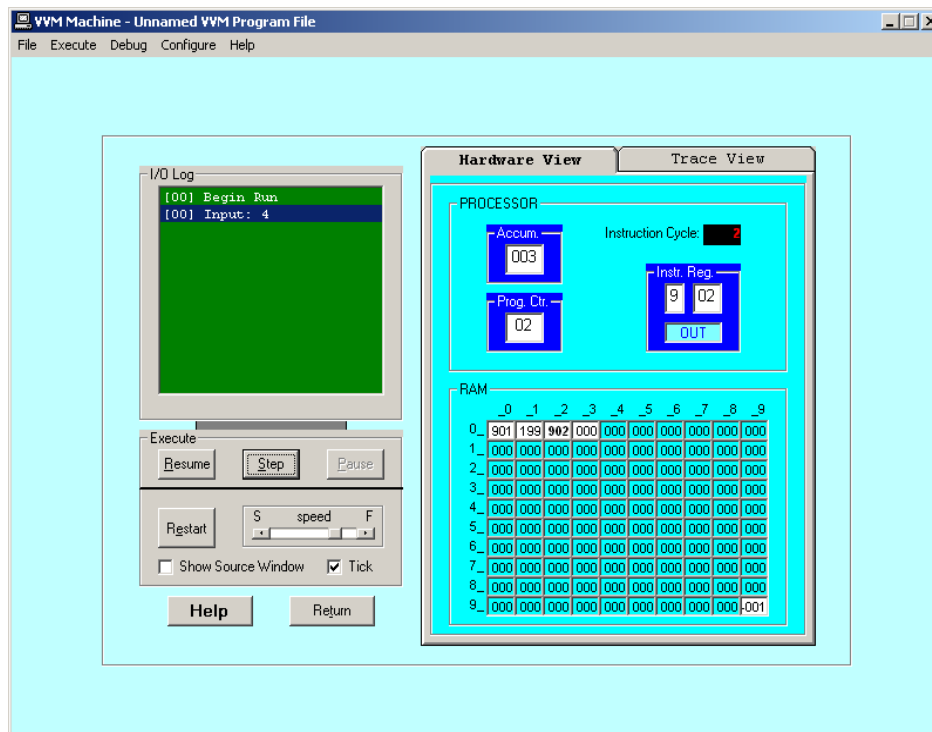 VVM Machine - Unnamed VVM Program File
File Execute Debug Configure Help
I/O Log
[00] Begin Run
[00] Input: 4
Execute
Resume Step Pause
Restart
S speed F
Show Source Window Tick
Help Return
Hardware View Trace View
PROCESSOR
Accum.
003
Instruction Cycle: 2
Prog. Ctr.
02
Instr. Reg.
9 02
OUT
RAM
_0 _1 _2 _3 _4 _5 _6 _7 _8 _9
0_ 901 199 902 000 000 000 000 000 000 000
1_ 000 000 000 000 000 000 000 000 000 000
2_ 000 000 000 000 000 000 000 000 000 000
3_ 000 000 000 000 000 000 000 000 000 000
4_ 000 000 000 000 000 000 000 000 000 000
5_ 000 000 000 000 000 000 000 000 000 000
6_ 000 000 000 000 000 000 000 000 000 000
7_ 000 000 000 000 000 000 000 000 000 000
8_ 000 000 000 000 000 000 000 000 000 000
9_ 000 000 000 000 000 000 000 000 000 -001